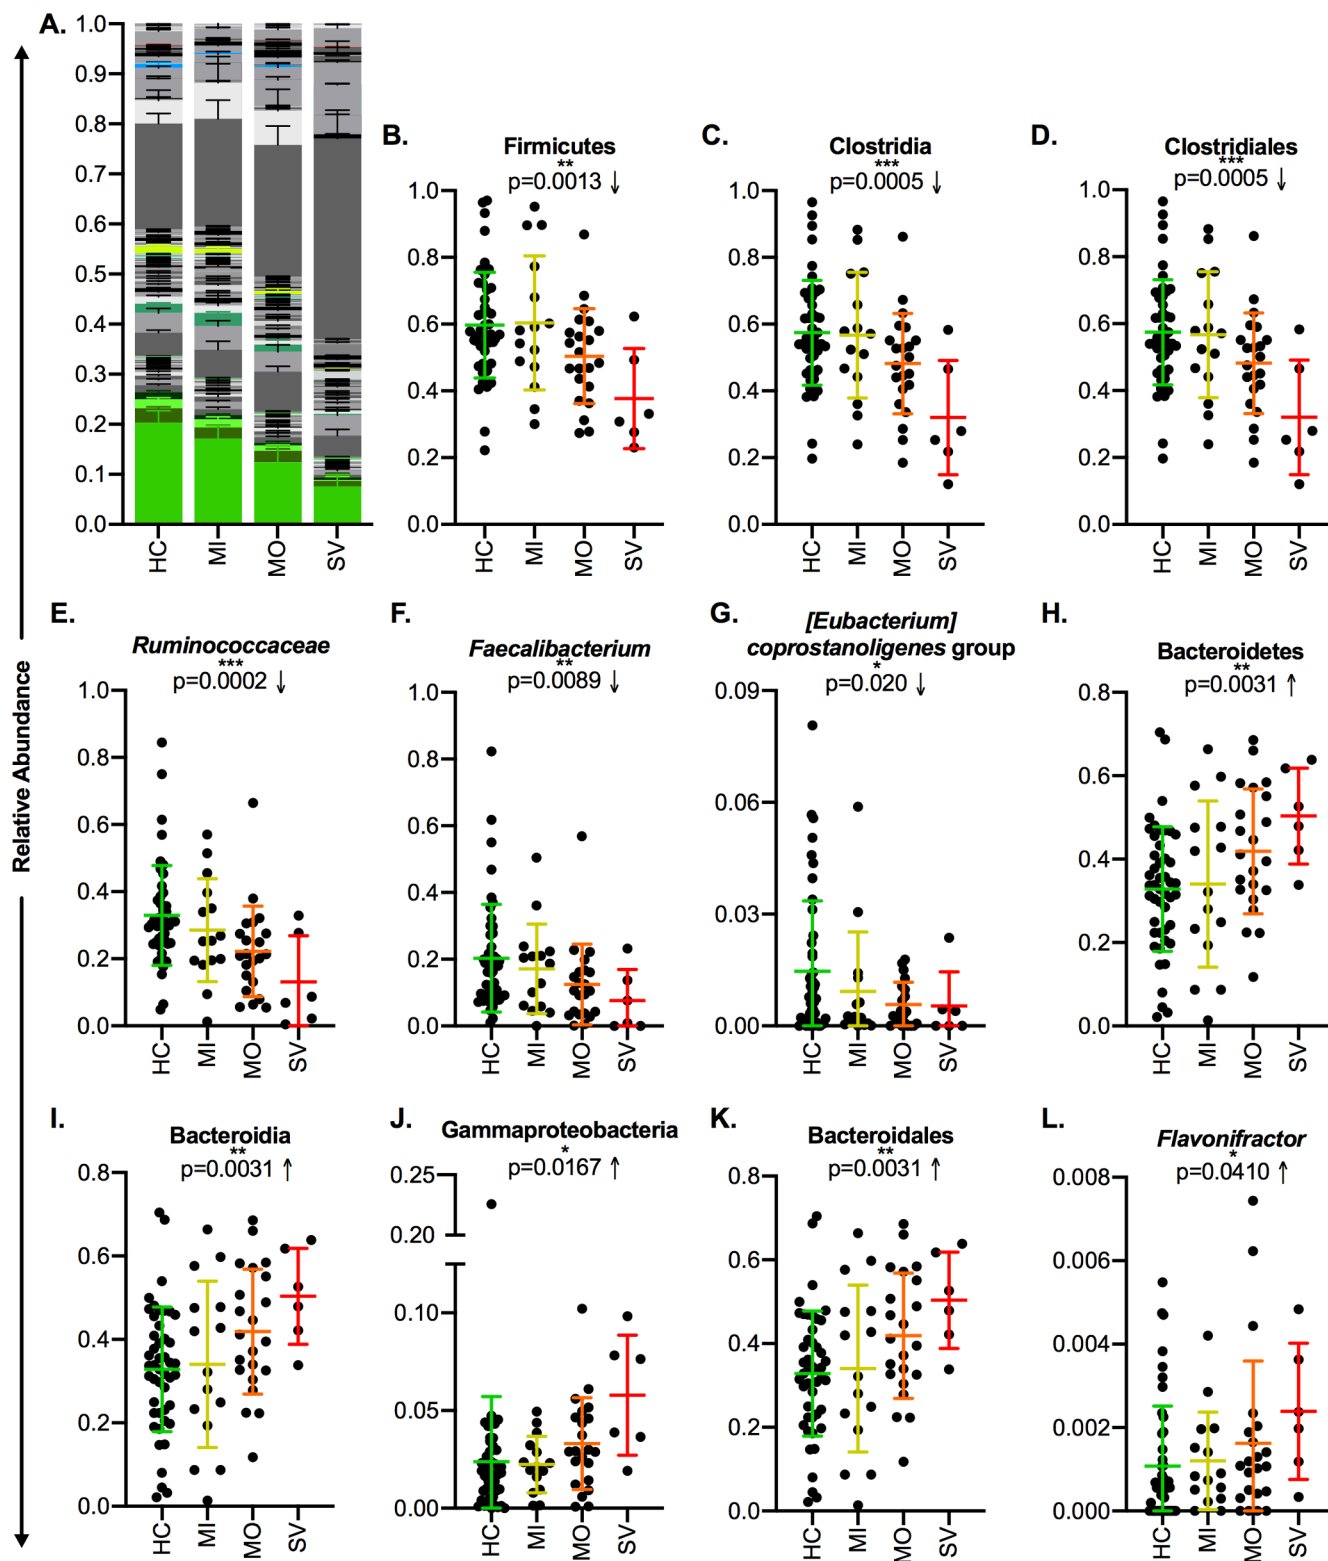 A.
1.0
0.9
0.8
0.7
0.6
0.5
0.4
0.3
0.2
0.1
0.0
HC
MI
MO
SV
Relative Abundance
B.
Firmicutes
**
p=0.0013 ↓
1.0
0.8
0.6
0.4
0.2
0.0
HC
MI
MO
SV
C.
Clostridia
***
p=0.0005 ↓
1.0
0.8
0.6
0.4
0.2
0.0
HC
MI
MO
SV
D.
Clostridiales
***
p=0.0005 ↓
1.0
0.8
0.6
0.4
0.2
0.0
HC
MI
MO
SV
E.
Ruminococcaceae
***
p=0.0002 ↓
1.0
0.8
0.6
0.4
0.2
0.0
HC
MI
MO
SV
F.
Faecalibacterium
**
p=0.0089 ↓
1.0
0.8
0.6
0.4
0.2
0.0
HC
MI
MO
SV
G.
[Eubacterium]
coprostanoligenes group
*
p=0.020 ↓
0.09
0.06
0.03
0.00
HC
MI
MO
SV
H.
Bacteroidetes
**
p=0.0031 ↑
0.8
0.6
0.4
0.2
0.0
HC
MI
MO
SV
I.
Bacteroidia
**
p=0.0031 ↑
0.8
0.6
0.4
0.2
0.0
HC
MI
MO
SV
J.
Gammaproteobacteria
*
p=0.0167 ↑
0.25
0.20
0.10
0.05
0.00
HC
MI
MO
SV
K.
Bacteroidales
**
p=0.0031 ↑
0.8
0.6
0.4
0.2
0.0
HC
MI
MO
SV
L.
Flavonifractor
*
p=0.0410 ↑
0.008
0.006
0.004
0.002
0.000
HC
MI
MO
SV